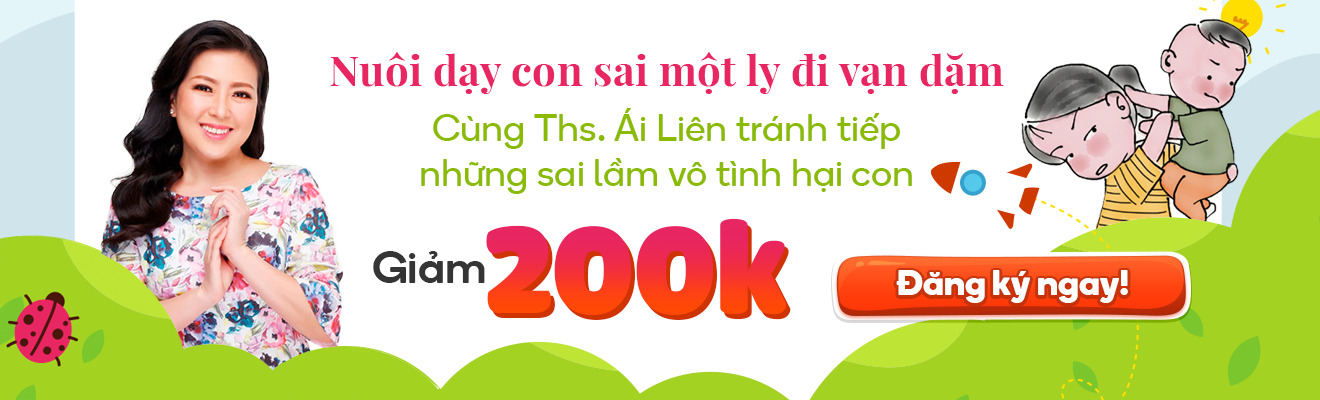 Nuôi dạy con sai một ly đi vạn dặm
Cùng Ths. Ái Liên tránh tiếp
những sai lầm vô tình hại con
Giảm 200k
Đăng ký ngay!